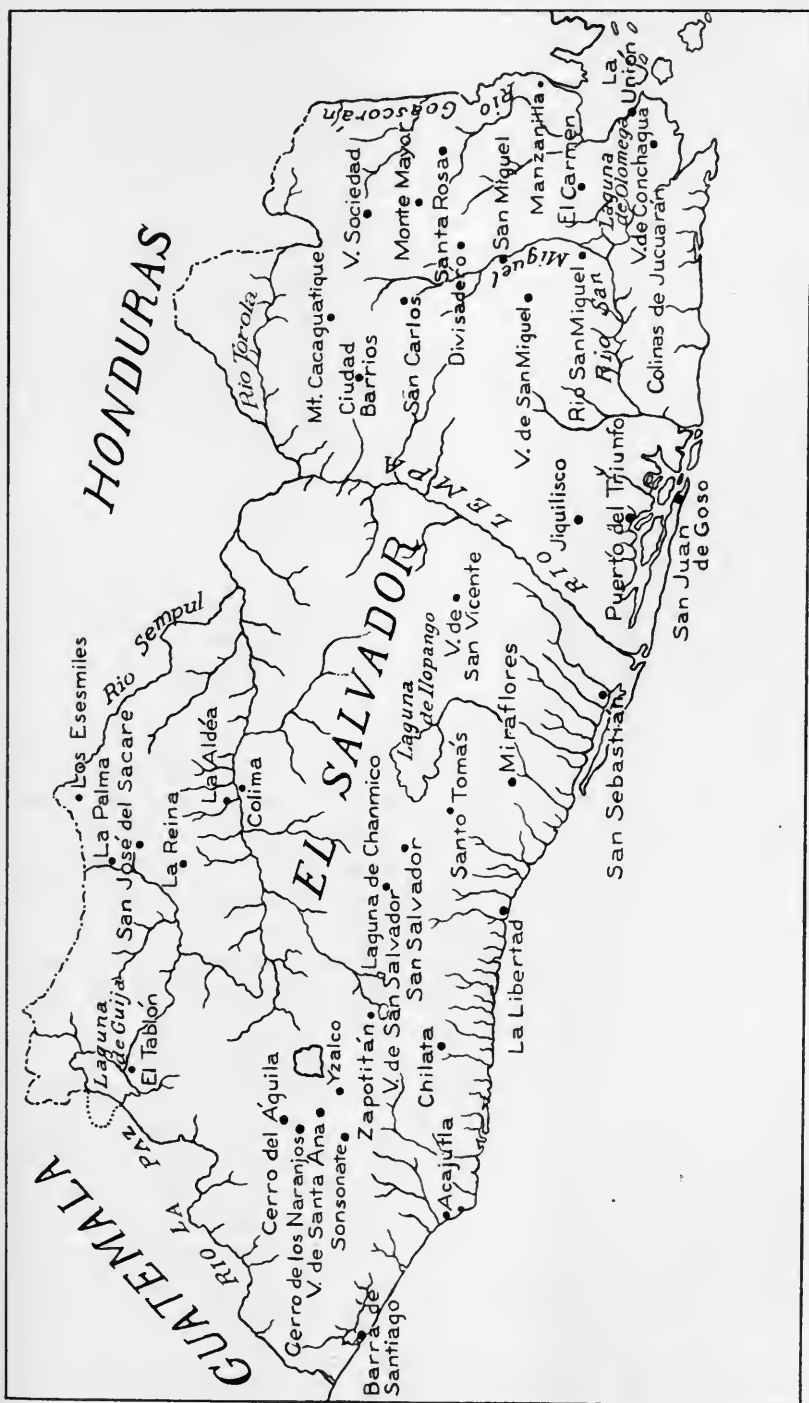 HONDURAS
GUATEMALA
EL SALVADOR
Los Esesmiles
La Palma
San José del Sacare
Rio Sempul
La Reina
La Aldéa
Colima
Laguna
de Guija
El Tablón
RIO LA PAZ
Cerro del Águila
Cerro de los Naranjos
V. de Santa Ana
Yzalco
Sonsonate
Zapotitán
Laguna de Chanmico
V. de San Salvador
San Salvador
Chilata
Acajutla
Barra de
Santiago
La Libertad
Santo Tomás
Laguna
de Ilopango
V. de
San Vicente
Miraflores
San Sebastián
RIO LEMPA
Rio Torola
Mt. Cacaguatique
Ciudad
Barrios
San Carlos
V. Sociedad
Monte Mayor
Santa Rosa
Divisadero
Rio Goascorain
San Miguel
Manzanilla
El Carmen
La
Unión
Laguna
de Olomega
V. de Conchagua
V. de San Miguel
Rio San Miguel
Rio San Miguel
Colinas de Jucuarán
Jiquilisco
Puerto del Triunfo
San Juan
de Goso